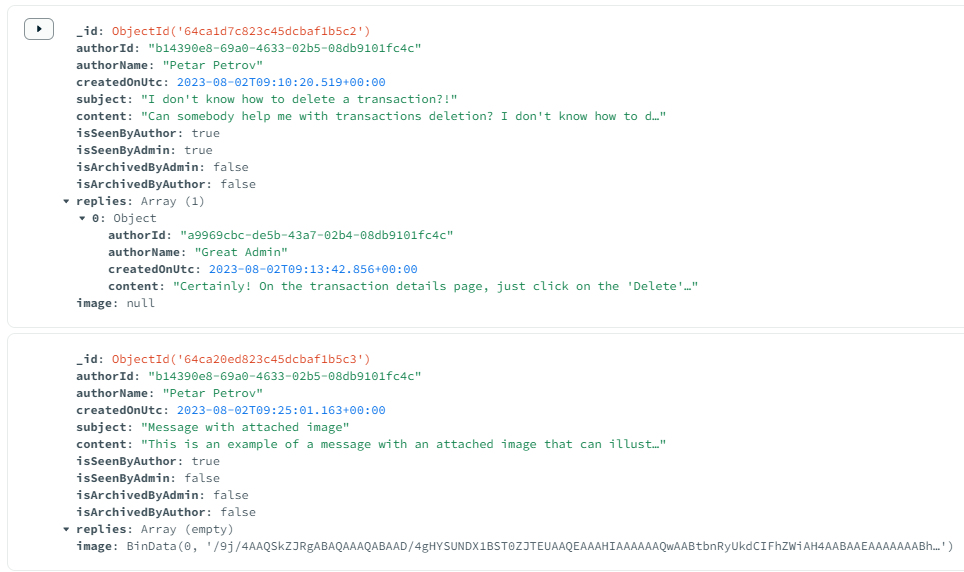 _id: ObjectId('64ca1d7c823c45dcbaf1b5c2')
authorId: "b14390e8-69a0-4633-02b5-08db9101fc4c"
authorName: "Petar Petrov"
createdOnUtc: 2023-08-02T09:10:20.519+00:00
subject: "I don't know how to delete a transaction?!"
content: "Can somebody help me with transactions deletion? I don't know how to d…"
isSeenByAuthor: true
isSeenByAdmin: true
isArchivedByAdmin: false
isArchivedByAuthor: false
replies: Array (1)
0: Object
authorId: "a9969cbc-de5b-43a7-02b4-08db9101fc4c"
authorName: "Great Admin"
createdOnUtc: 2023-08-02T09:13:42.856+00:00
content: "Certainly! On the transaction details page, just click on the 'Delete'…"
image: null
_id: ObjectId('64ca20ed823c45dcbaf1b5c3')
authorId: "b14390e8-69a0-4633-02b5-08db9101fc4c"
authorName: "Petar Petrov"
createdOnUtc: 2023-08-02T09:25:01.163+00:00
subject: "Message with attached image"
content: "This is an example of a message with an attached image that can illust…"
isSeenByAuthor: true
isSeenByAdmin: false
isArchivedByAdmin: false
isArchivedByAuthor: false
replies: Array (empty)
image: BinData(0, '/9j/4AAQSkZJRgABAQAAAQABAAD/4gHYSUNDX1BST0ZJTEUAAQEAAAHIAAAAAAQwAABtbnRyUkdCIFhZWiAH4AABAAEAAAAAAABh…')